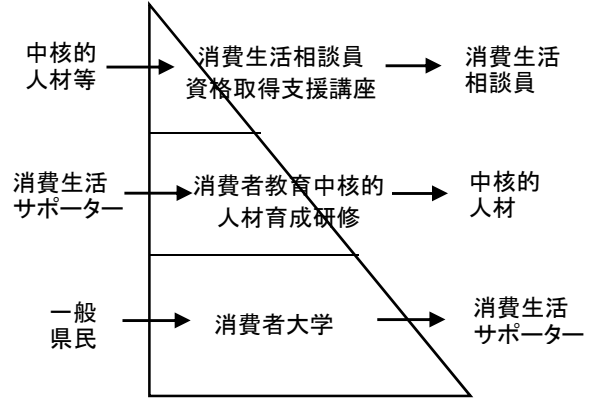 中核的
人材等
消費生活相談員
資格取得支援講座
消費生活
相談員
消費生活
サポーター
消費者教育中核的
人材育成研修
中核的
人材
一般
県民
消費者大学
消費生活
サポーター